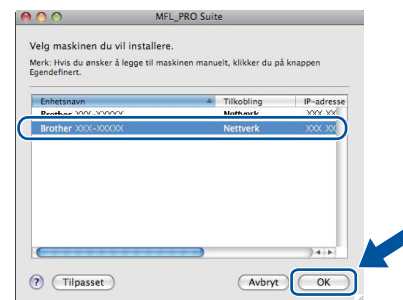 MFL_PRO Suite
Velg maskinen du vil installere.
Merk: Hvis du ønsker å legge til maskinen manuelt, klikker du på knappen
Egendefinert.
Enhetsnavn Tilkobling IP-adresse
Brother XXX-XXXXX Nettverk XXX XX
Brother XXX-XXXXX Nettverk XXX XX
? Tilpasset Avbryt OK